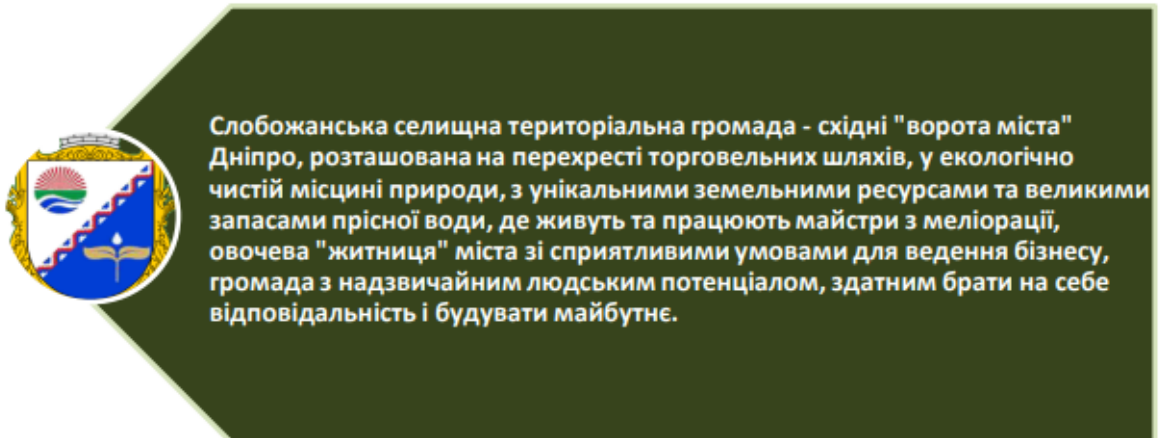 Слобожанська селищна територіальна громада - східні "ворота міста"
Дніпро, розташована на перехресті торговельних шляхів, у екологічно
чистій місцині природи, з унікальними земельними ресурсами та великими
запасами прісної води, де живуть та працюють майстри з меліорації,
овочева "житниця" міста зі сприятливими умовами для ведення бізнесу,
громада з надзвичайним людським потенціалом, здатним брати на себе
відповідальність і будувати майбутнє.